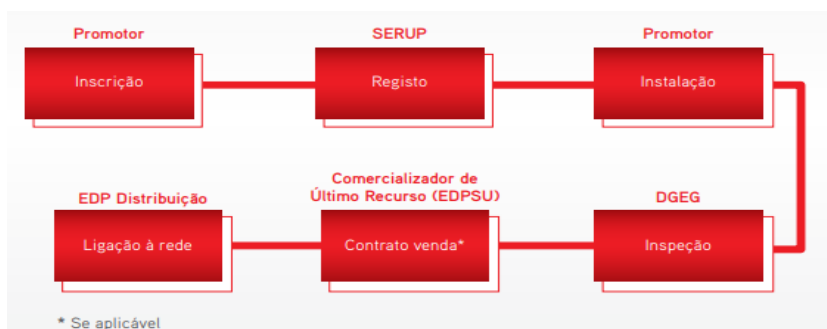 Promotor
SERUP
Promotor
Inscrição
Registo
Instalação
EDP Distribuição
Comercializador de
Último Recurso (EDPSU)
DGEG
Ligação à rede
Contrato venda*
Inspeção
* Se aplicável